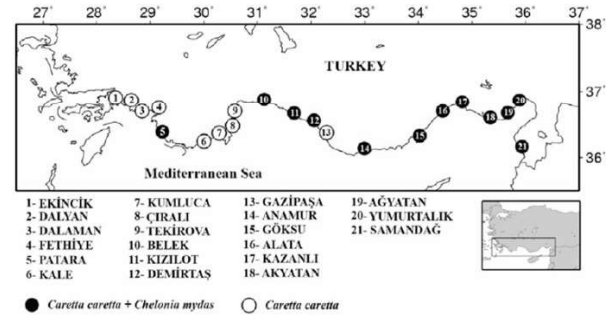 26° 28° 29° 30° 31° 32° 33° 34° 35° 36° 37°
38°
TURKEY
37°
1 2 3 4 5 6 7 8 9 10 11 12 13 14 15 16 17 18 19 20 21
Mediterranean Sea
36°
1- EKİNCİK
2- DALYAN
3- DALAMAN
4- FETHİYE
5- PATARA
6- KALE
7- KUMLUCA
8- ÇIRALI
9- TEKİROVA
10- BELEK
11- KIZILOT
12- DEMİRTAŞ
13- GAZİPAŞA
14- ANAMUR
15- GÖKSU
16- ALATA
17- KAZANLI
18- AKYATAN
19- AĞYATAN
20- YUMURTALIK
21- SAMANDAĞ
Caretta caretta + Chelonia mydas
Caretta caretta